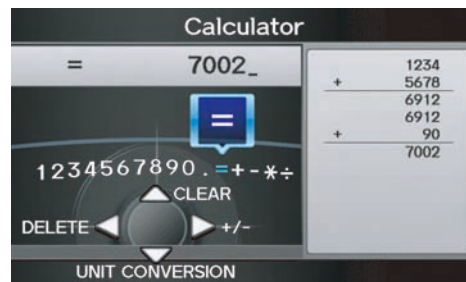 Calculator
= 7002_
=
1234567890.=+-*÷
CLEAR
DELETE
+/-
UNIT CONVERSION
1234
+ 5678
6912
6912
+ 90
7002